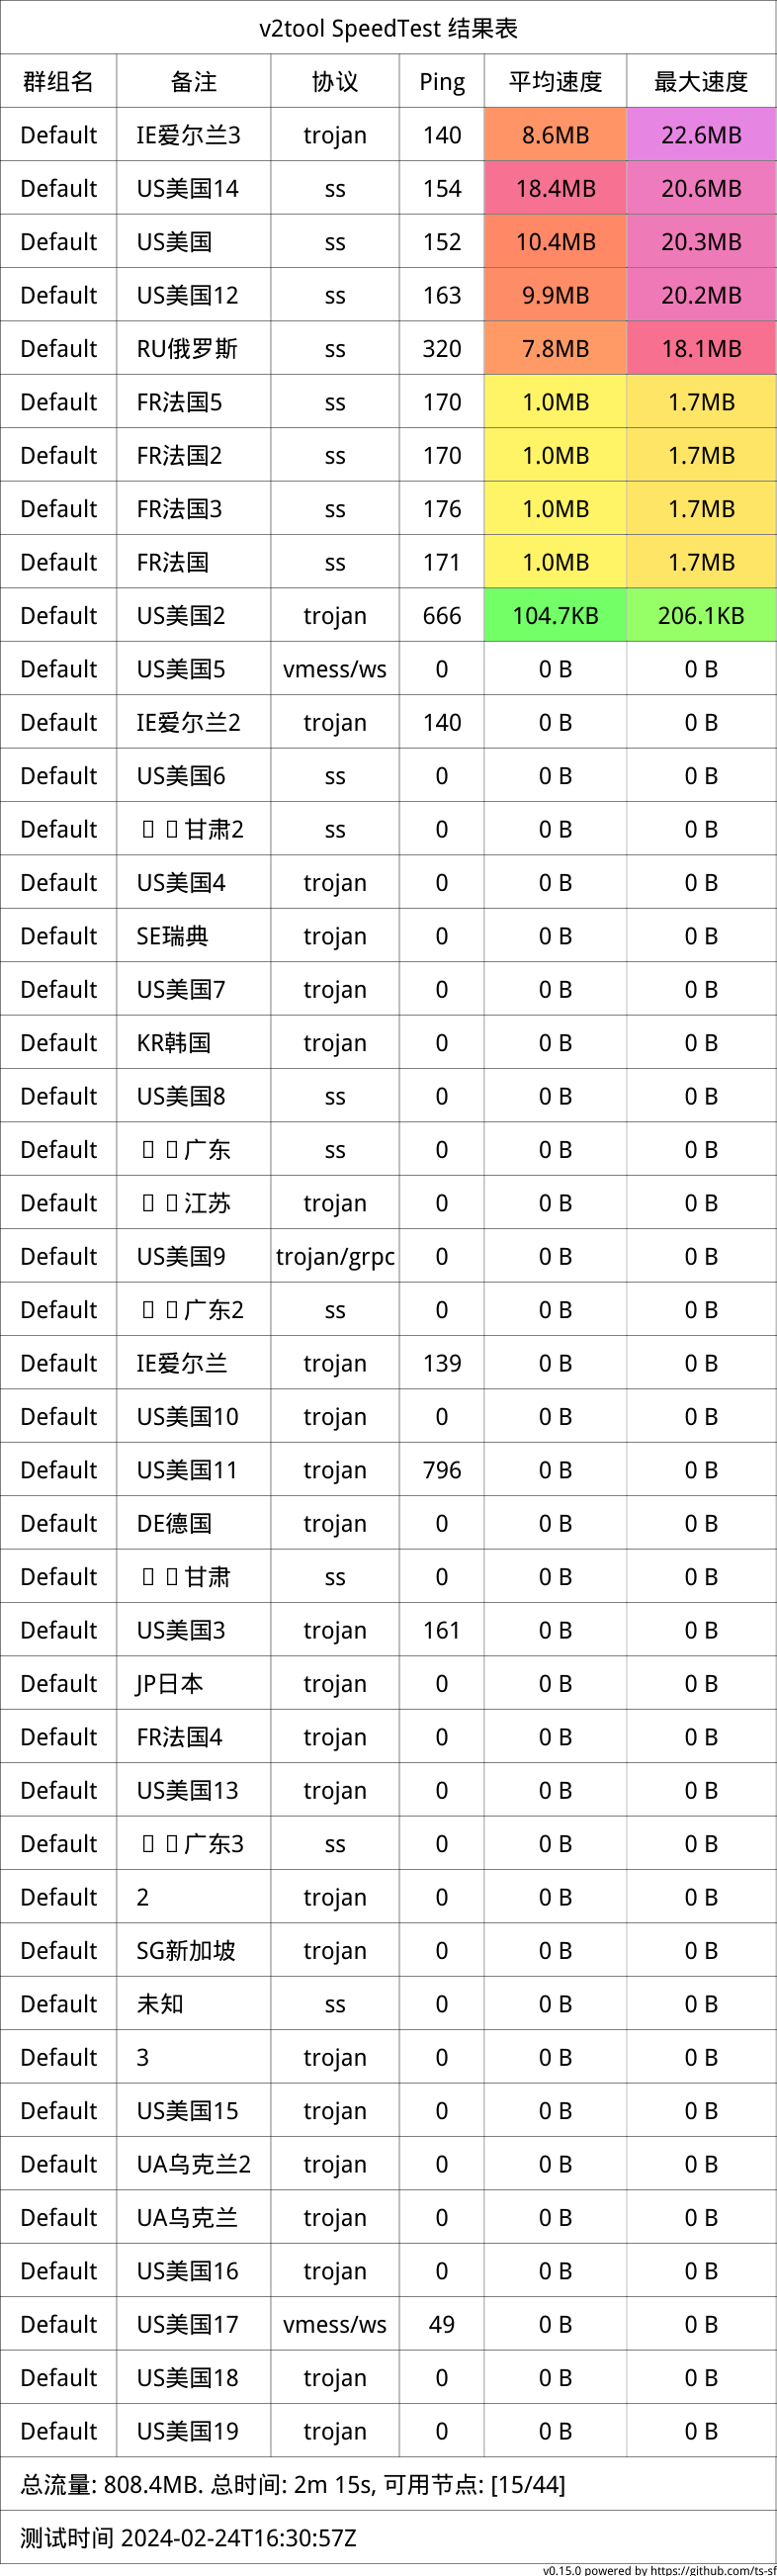 v2tool SpeedTest 结果表
群组名 备注 协议 Ping 平均速度 最大速度
Default IE爱尔兰3 trojan 140 8.6MB 22.6MB
Default US美国14 ss 154 18.4MB 20.6MB
Default US美国 ss 152 10.4MB 20.3MB
Default US美国12 ss 163 9.9MB 20.2MB
Default RU俄罗斯 ss 320 7.8MB 18.1MB
Default FR法国5 ss 170 1.0MB 1.7MB
Default FR法国2 ss 170 1.0MB 1.7MB
Default FR法国3 ss 176 1.0MB 1.7MB
Default FR法国 ss 171 1.0MB 1.7MB
Default US美国2 trojan 666 104.7KB 206.1KB
Default US美国5 vmess/ws 0 0 B 0 B
Default IE爱尔兰2 trojan 140 0 B 0 B
Default US美国6 ss 0 0 B 0 B
Default 甘肃2 ss 0 0 B 0 B
Default US美国4 trojan 0 0 B 0 B
Default SE瑞典 trojan 0 0 B 0 B
Default US美国7 trojan 0 0 B 0 B
Default KR韩国 trojan 0 0 B 0 B
Default US美国8 ss 0 0 B 0 B
Default 广东 ss 0 0 B 0 B
Default 江苏 trojan 0 0 B 0 B
Default US美国9 trojan/grpc 0 0 B 0 B
Default 广东2 ss 0 0 B 0 B
Default IE爱尔兰 trojan 139 0 B 0 B
Default US美国10 trojan 0 0 B 0 B
Default US美国11 trojan 796 0 B 0 B
Default DE德国 trojan 0 0 B 0 B
Default 甘肃 ss 0 0 B 0 B
Default US美国3 trojan 161 0 B 0 B
Default JP日本 trojan 0 0 B 0 B
Default FR法国4 trojan 0 0 B 0 B
Default US美国13 trojan 0 0 B 0 B
Default 广东3 ss 0 0 B 0 B
Default 2 trojan 0 0 B 0 B
Default SG新加坡 trojan 0 0 B 0 B
Default 未知 ss 0 0 B 0 B
Default 3 trojan 0 0 B 0 B
Default US美国15 trojan 0 0 B 0 B
Default UA乌克兰2 trojan 0 0 B 0 B
Default UA乌克兰 trojan 0 0 B 0 B
Default US美国16 trojan 0 0 B 0 B
Default US美国17 vmess/ws 49 0 B 0 B
Default US美国18 trojan 0 0 B 0 B
Default US美国19 trojan 0 0 B 0 B
总流量: 808.4MB. 总时间: 2m 15s, 可用节点: [15/44]
测试时间 2024-02-24T16:30:57Z
v0.15.0 powered by https://github.com/ts-sf